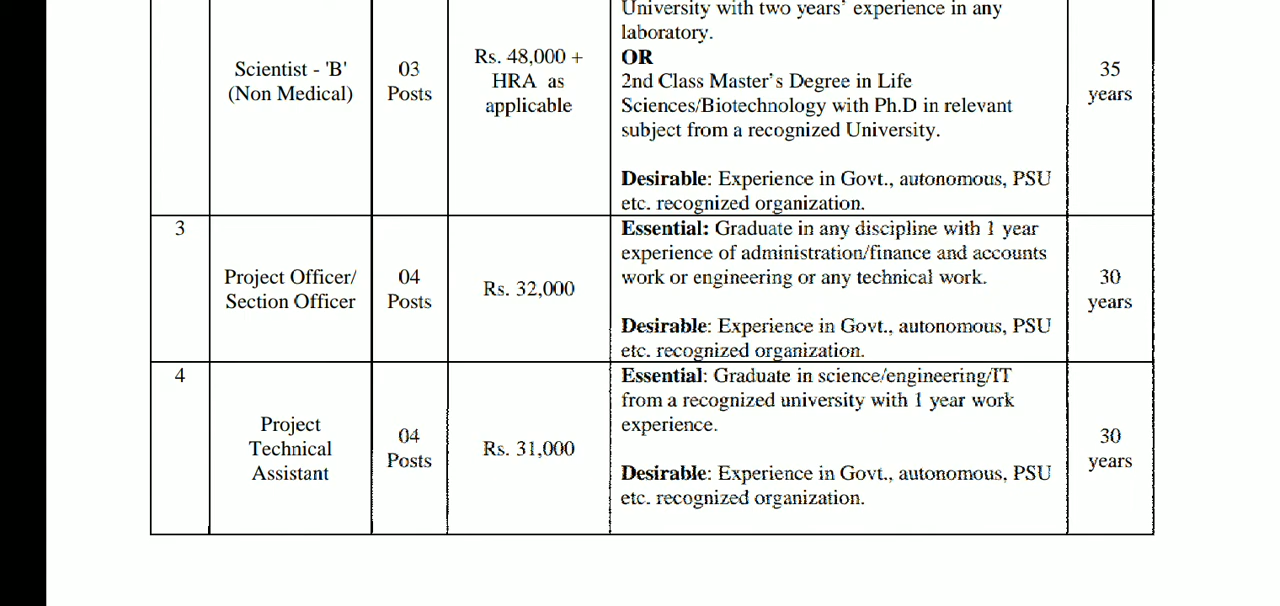 University with two years' experience in any
laboratory.
OR
2nd Class Master's Degree in Life
Sciences/Biotechnology with Ph.D in relevant
subject from a recognized University.
Desirable: Experience in Govt., autonomous, PSU
etc. recognized organization.
Scientist - 'B'
(Non Medical)
03
Posts
Rs. 48,000 +
HRA as
applicable
35
years
3
Project Officer/
Section Officer
04
Posts
Rs. 32,000
Essential: Graduate in any discipline with 1 year
experience of administration/finance and accounts
work or engineering or any technical work.
Desirable: Experience in Govt., autonomous, PSU
etc. recognized organization.
30
years
4
Project
Technical
Assistant
04
Posts
Rs. 31,000
Essential: Graduate in science/engineering/IT
from a recognized university with 1 year work
experience.
Desirable: Experience in Govt., autonomous, PSU
etc. recognized organization.
30
years